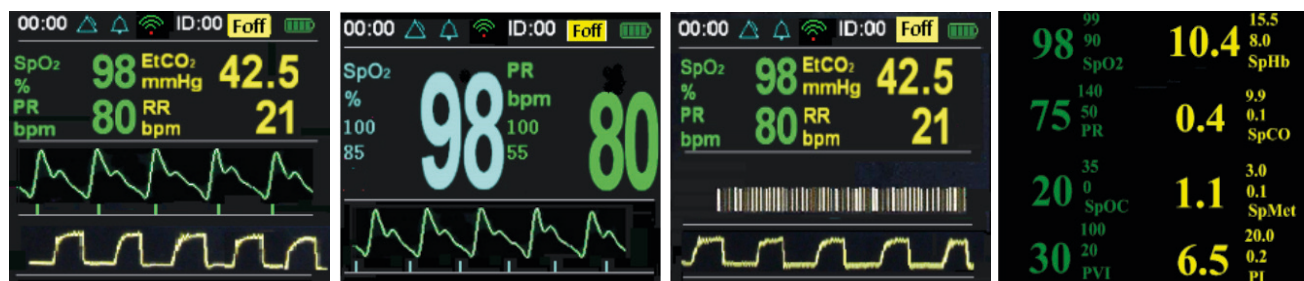 00:00 ID:00 Foff
SpO2 98 EtCO2 42.5
% mmHg
PR 80 RR 21
bpm bpm
00:00 ID:00 Foff
SpO2 PR
% bpm
100 98 100 80
85 55
00:00 ID:00 Foff
SpO2 98 EtCO2 42.5
% mmHg
PR 80 RR 21
bpm bpm
98 99 10.4 15.5
90 8.0
SpO2 SpHb
75 140 0.4 9.9
50 0.1
PR SpCO
20 35 1.1 3.0
0 0.1
SpOC SpMet
30 100 6.5 20.0
20 0.2
PVI PI